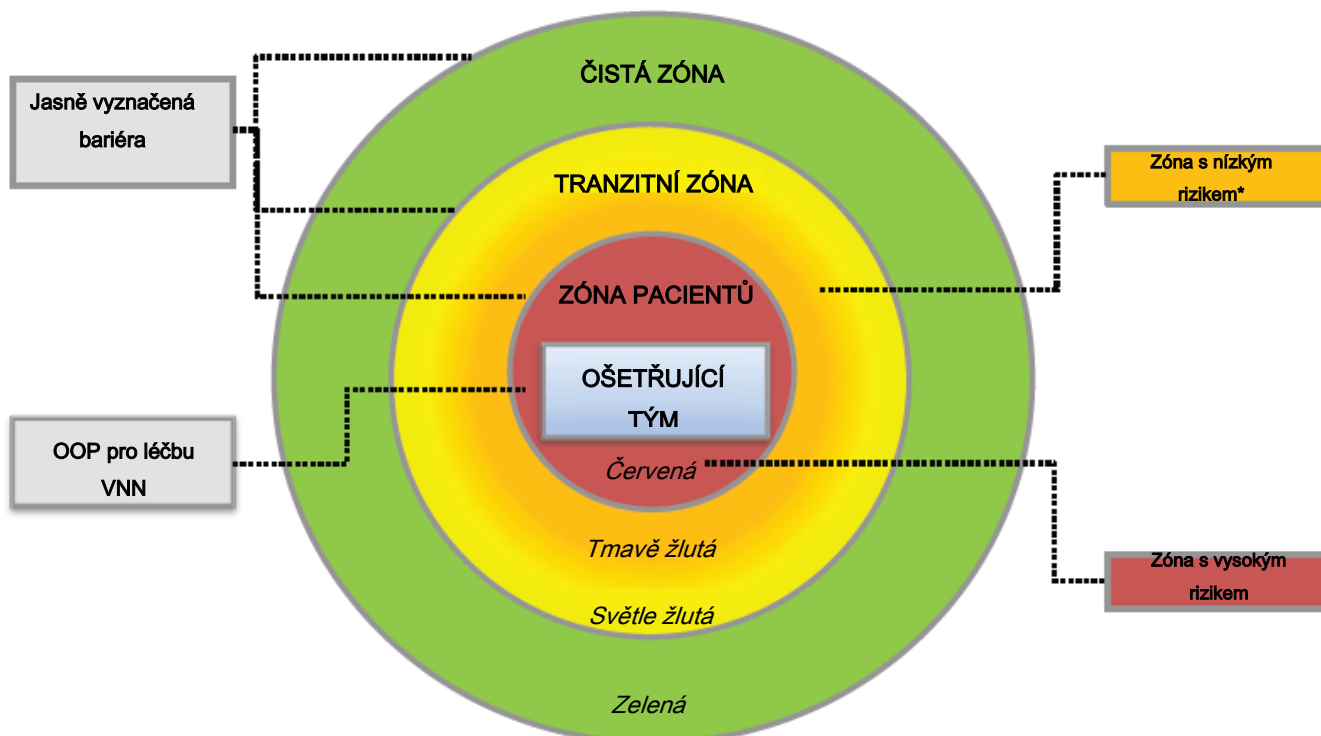 ČISTÁ ZÓNA
Jasně vyznačená
bariéra
TRANZITNÍ ZÓNA
Zóna s nízkým
rizikem*
ZÓNA PACIENTŮ
OŠETŘUJÍCÍ
TÝM
OOP pro léčbu
VNN
Červená
Tmavě žlutá
Zóna s vysokým
rizikem
Světle žlutá
Zelená